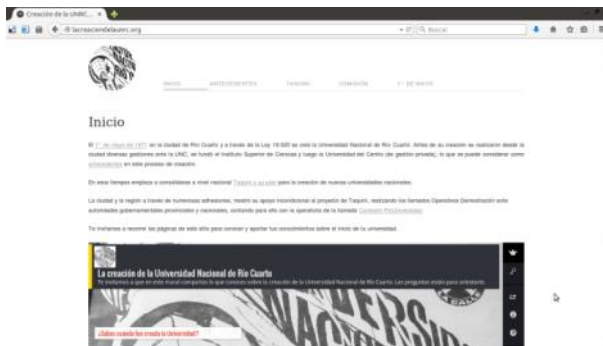 Creación de la UNRC, ...
lacreaciondelaunrc.org
Buscar
INICIO ANTECEDENTES TAQUINI COMISIÓN 1° DE MAYO
Inicio
El 1° de mayo de 1971 en la ciudad de Río Cuarto y a través de la Ley 19.020 se creó la Universidad Nacional de Río Cuarto. Antes de su creación se realizaron desde la
ciudad diversas gestiones ante la UNC, se fundó el Instituto Superior de Ciencias y luego la Universidad del Centro (de gestión privada), lo que se puede considerar como
antecedentes en este proceso de creación.
En esos tiempos empieza a consolidarse a nivel nacional Taquini y su plan para la creación de nuevas universidades nacionales.
La ciudad y la región a través de numerosas adhesiones, mostró su apoyo incondicional al proyecto de Taquini, realizando los llamados Operativos Demostración ante
autoridades gubernamentales provinciales y nacionales, contando para ello con la operatoria de la llamada
Te invitamos a recorrer las páginas de este sitio para conocer y aportar tus conocimientos sobre el inicio de la universidad.
La creación de la Universidad Nacional de Río Cuarto
Te invitamos a que en este mural compartas lo que conoces sobre la creación de la Universidad Nacional de Río Cuarto. Las preguntas están para orientarte.
¿Sabes cuándo fue creada la Universidad?